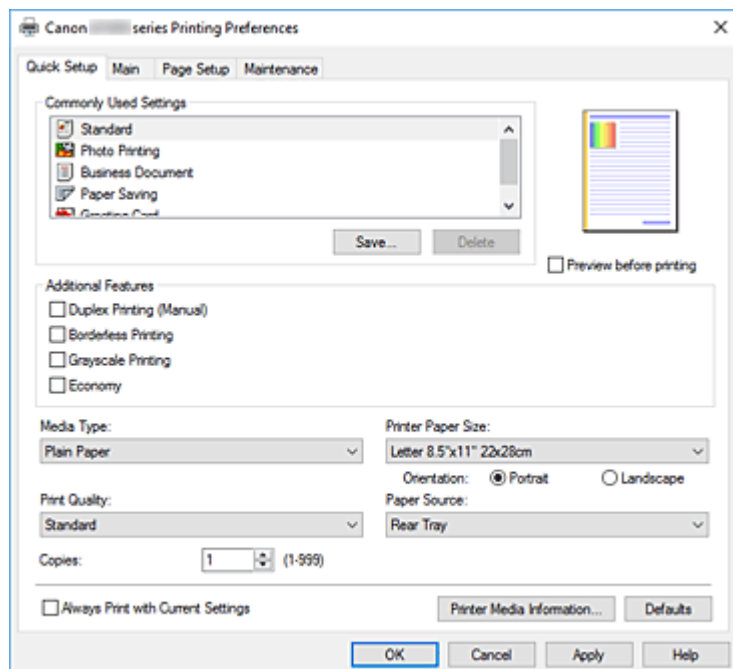 Canon series Printing Preferences
Quick Setup Main Page Setup Maintenance
Commonly Used Settings
Standard
Photo Printing
Business Document
Paper Saving
Greeting Card
Save... Delete
Preview before printing
Additional Features
Duplex Printing (Manual)
Borderless Printing
Grayscale Printing
Economy
Media Type: Printer Paper Size:
Plain Paper Letter 8.5"x11" 22x28cm
Orientation: Portrait Landscape
Print Quality: Paper Source:
Standard Rear Tray
Copies: 1 (1-999)
Always Print with Current Settings Printer Media Information... Defaults
OK Cancel Apply Help